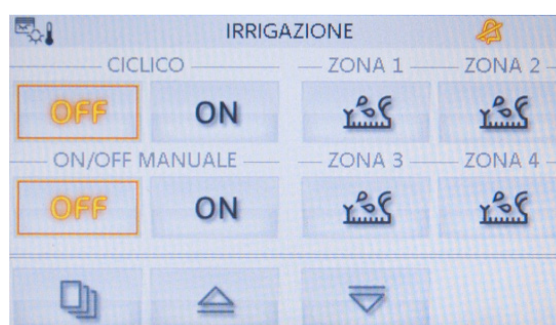 IRRIGAZIONE
CICLICO ZONA 1 ZONA 2
OFF ON
ON/OFF MANUALE ZONA 3 ZONA 4
OFF ON